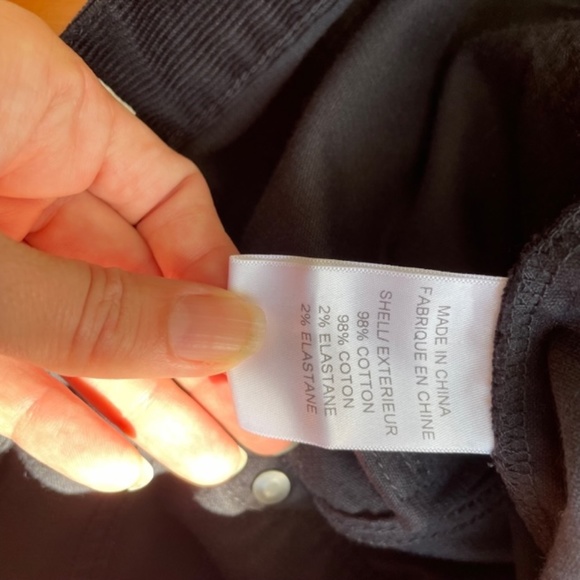 MADE IN CHINA
FABRIQUE EN CHINE
SHELL/ EXTERIEUR
98% COTTON
98% COTON
2% ELASTANE
2% ELASTANE